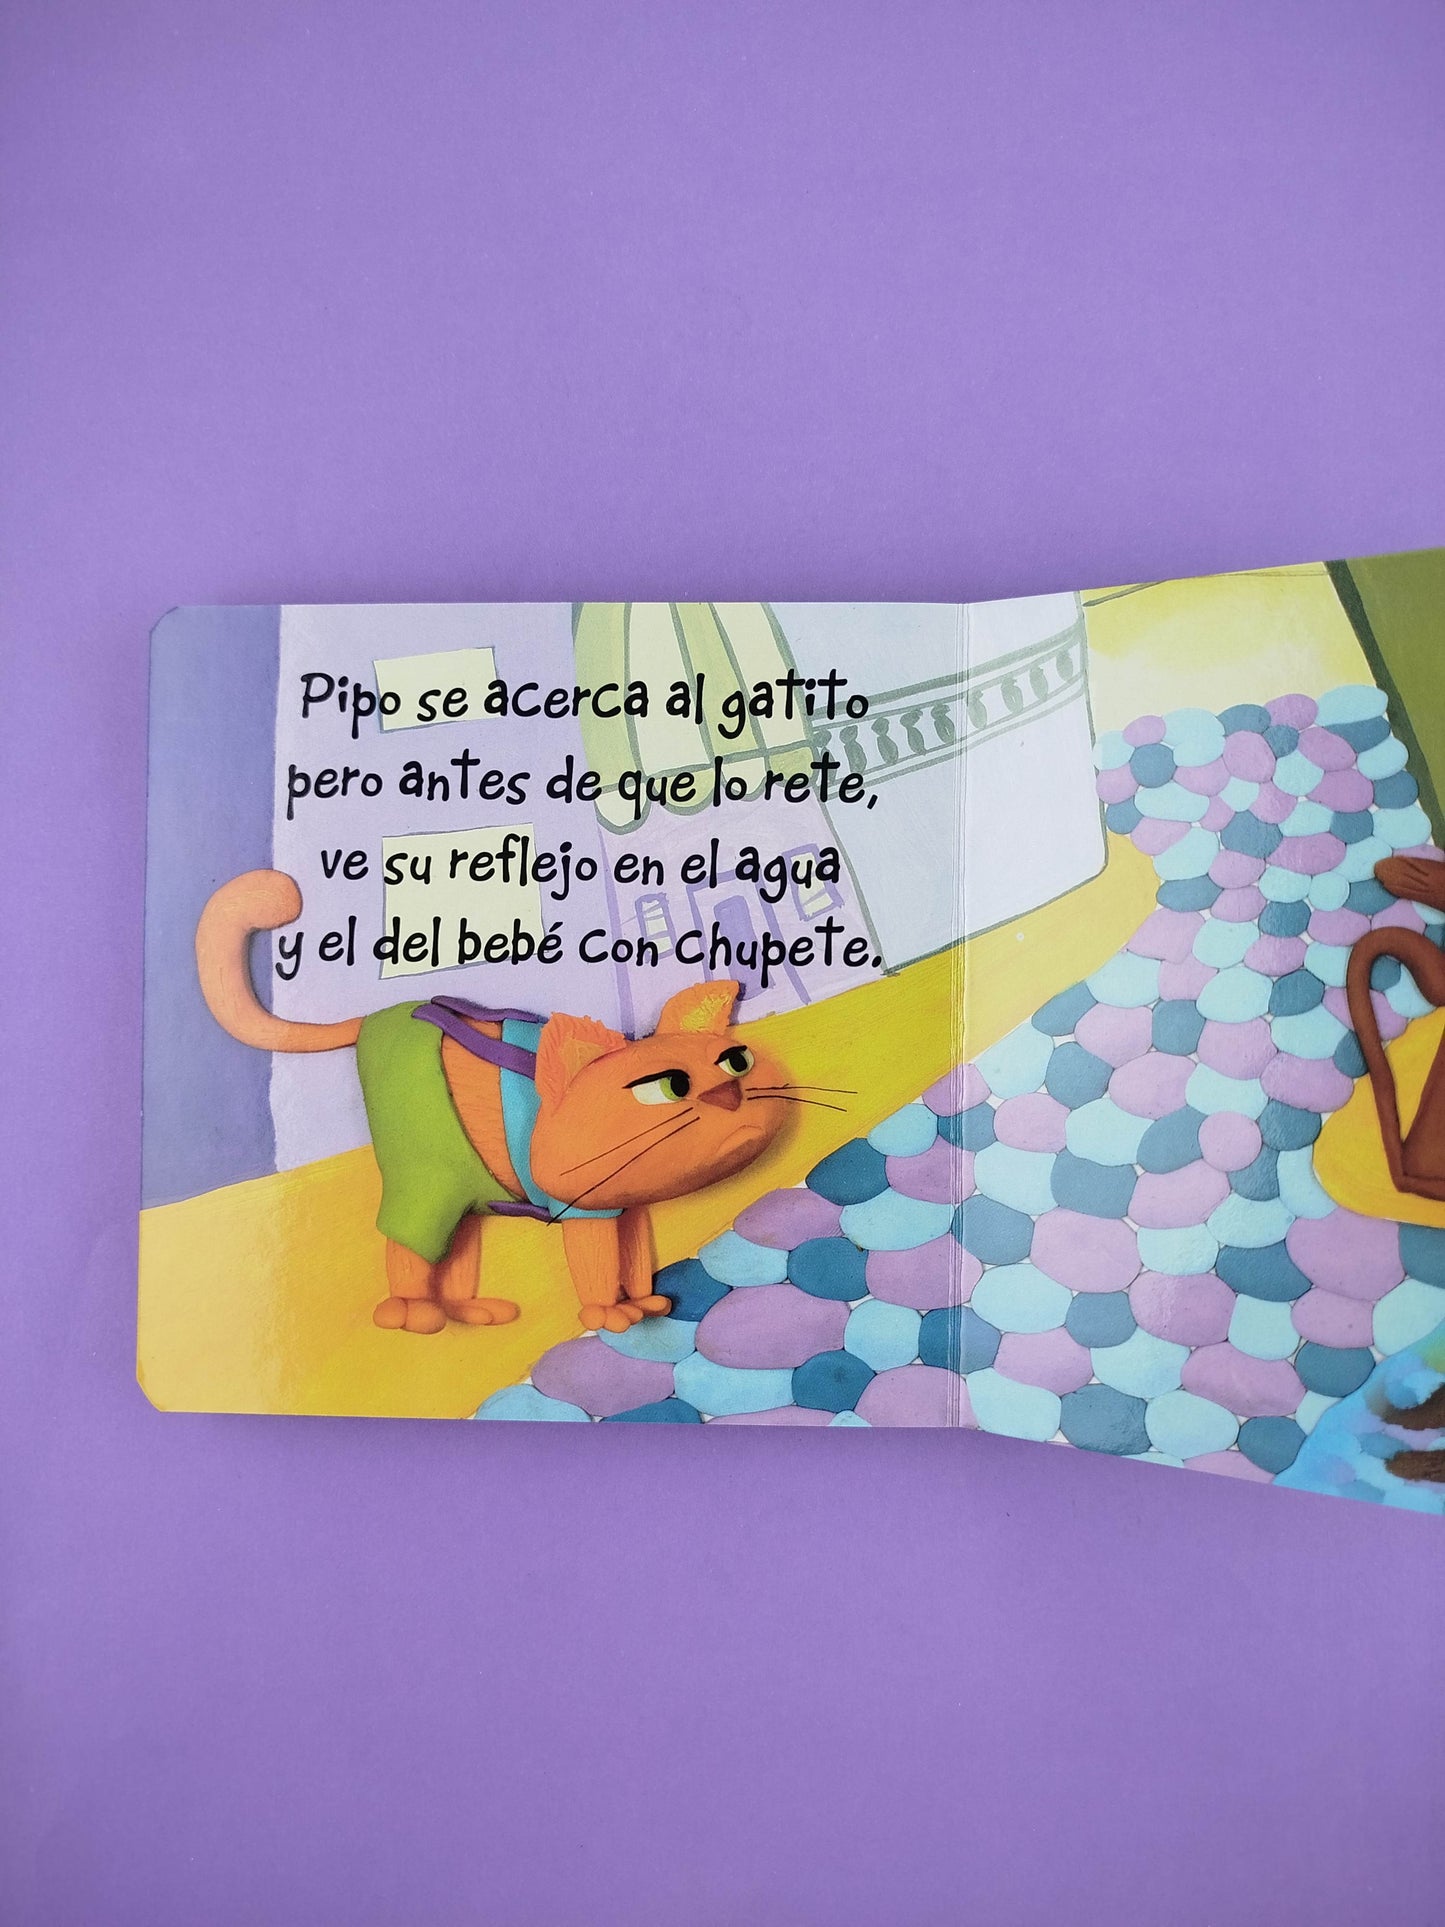 Pipo se acerca al gatito
pero antes de que lo rete,
ve su reflejo en el agua
y el del bebé con chupete.